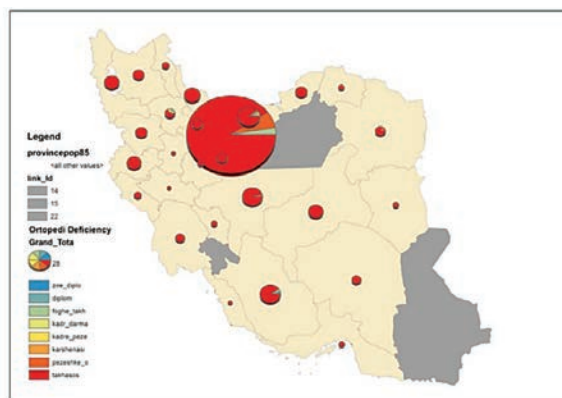 Legend
provincepop85
<all other values>
link_Id
14
15
22
Ortopedi Deficiency
Grand_Tota
28
pre_diplo
diplom
foghe_takh
kadr_darma
kadre_peze
karshenasi
pezeshke_o
takhasos